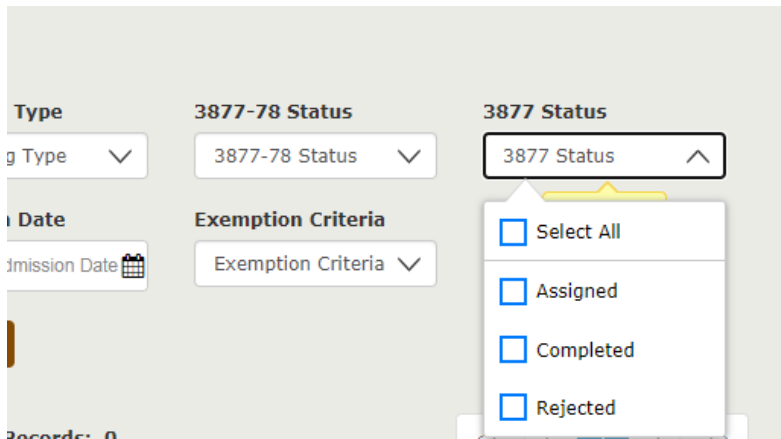 Type
3877-78 Status
3877 Status
g Type
3877-78 Status
3877 Status
Date
Exemption Criteria
dmission Date
Exemption Criteria
Select All
Assigned
Completed
Rejected
Records: 0